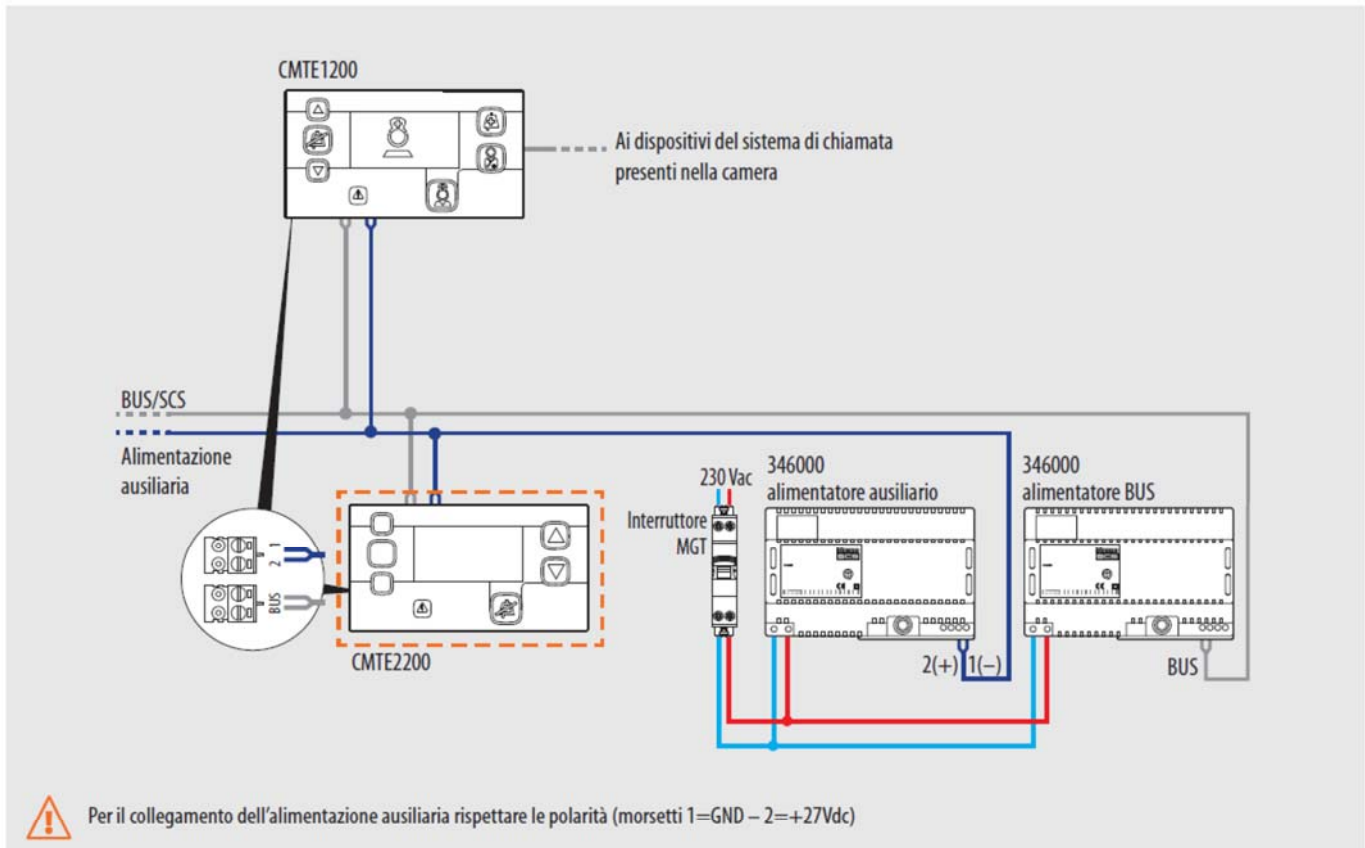 CMTE1200
Ai dispositivi del sistema di chiamata
presenti nella camera
BUS/SCS
Alimentazione
ausiliaria
2 1
BUS
CMTE2200
230 Vac
Interruttore
MGT
346000
alimentatore ausiliario
2(+) 1(−)
346000
alimentatore BUS
BUS
Per il collegamento dell’alimentazione ausiliaria rispettare le polarità (morsetti 1=GND – 2=+27Vdc)